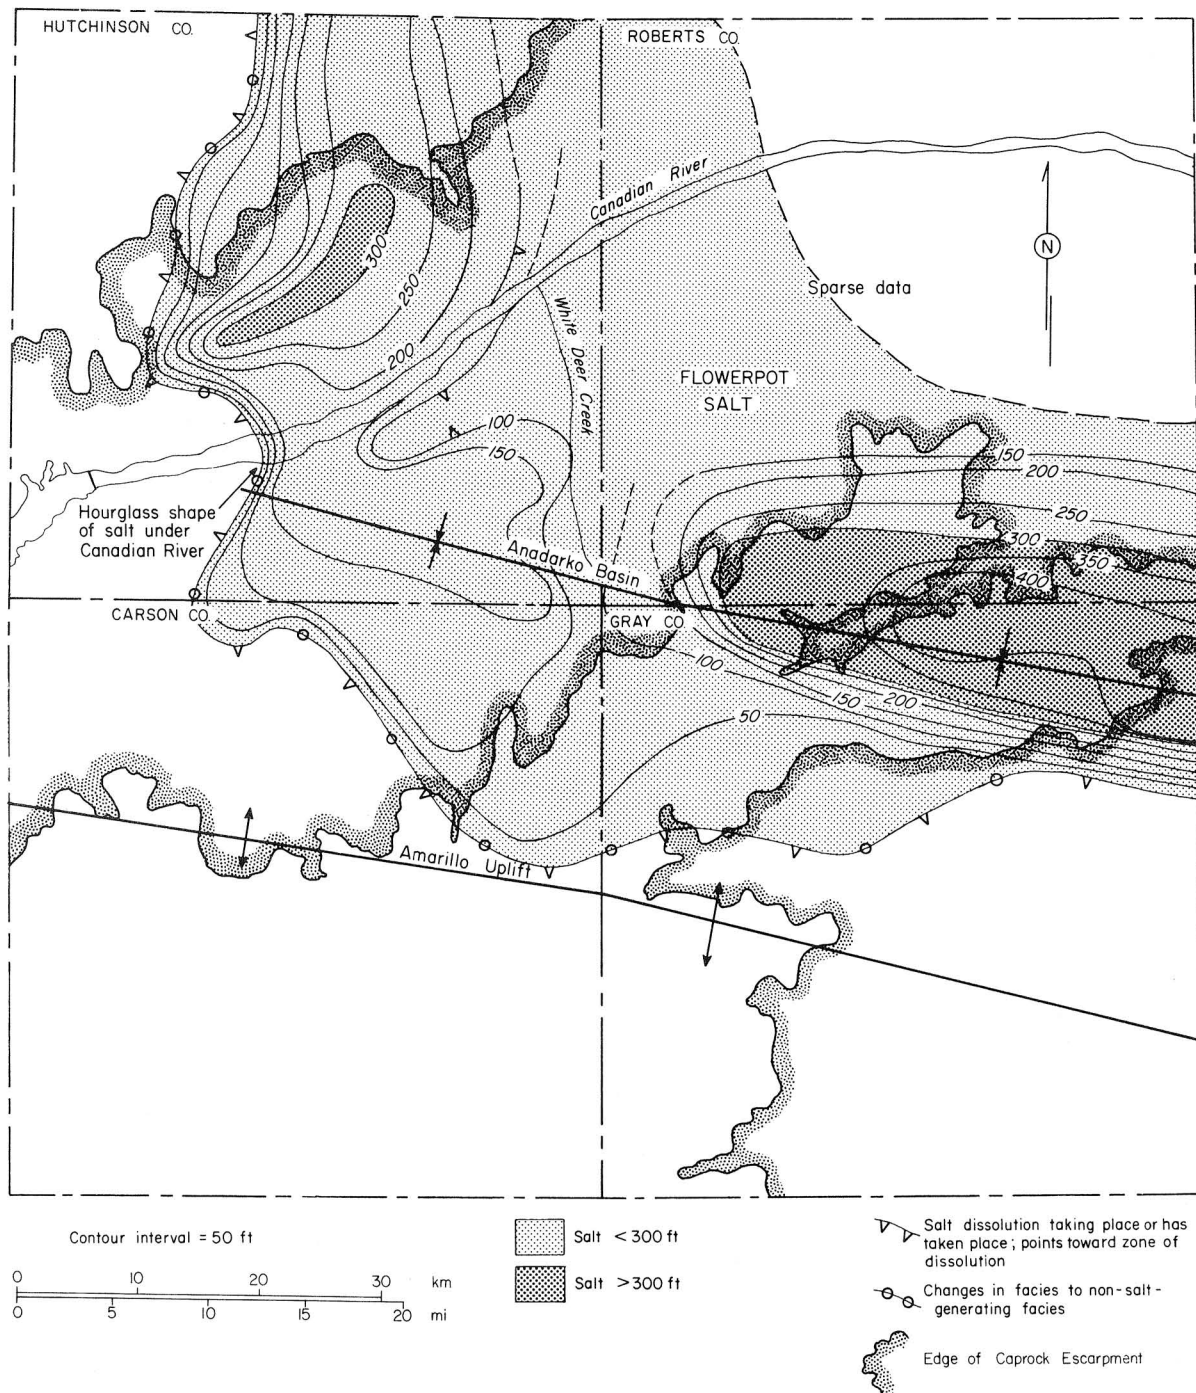 HUTCHINSON CO.
ROBERTS CO.
Canadian River
N
300
250
Sparse data
White Deer Creek
200
FLOWERPOT
SALT
100
150
150
200
Hourglass shape
of salt under
Canadian River
250
300
350
400
Anadarko Basin
CARSON CO.
GRAY CO.
100
150
200
50
Amarillo Uplift
Contour interval = 50 ft
0 10 20 30 km
0 5 10 15 20 mi
Salt < 300 ft
Salt > 300 ft
Salt dissolution taking place or has
taken place; points toward zone of
dissolution
Changes in facies to non-salt-
generating facies
Edge of Caprock Escarpment